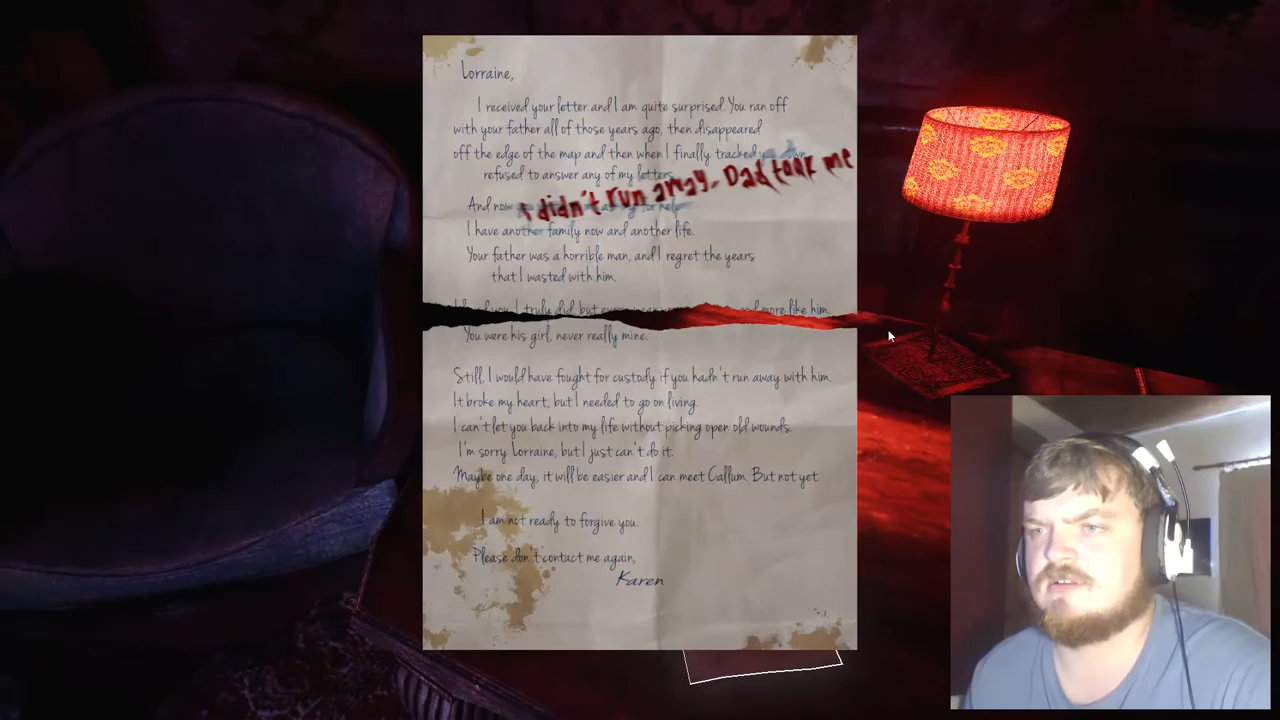 Lorraine,
I received your letter and I am quite surprised. You ran off
with your father all of those years ago, then disappeared
off the edge of the map and then when I finally tracked
refused to answer any of my letters
I didn't run away. Dad took me
And now for help
I have another family now and another life.
Your father was a horrible man, and I regret the years
that I wasted with him.
I truly did, but more like him.
You were his girl, never really mine.
Still, I would have fought for custody if you hadn't run away with him.
It broke my heart, but I needed to go on living.
I can't let you back into my life without picking open old wounds.
I'm sorry Lorraine, but I just can't do it.
Maybe one day, it will be easier and I can meet Callum. But not yet.
I am not ready to forgive you.
Please don't contact me again,
Karen